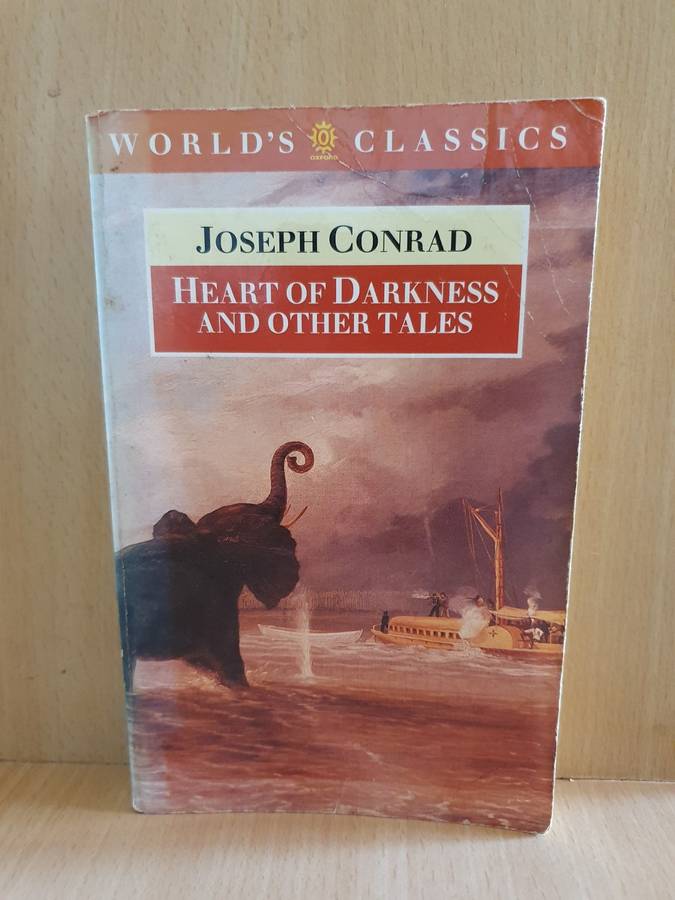 WORLD'S OXFORD CLASSICS
JOSEPH CONRAD
HEART OF DARKNESS
AND OTHER TALES